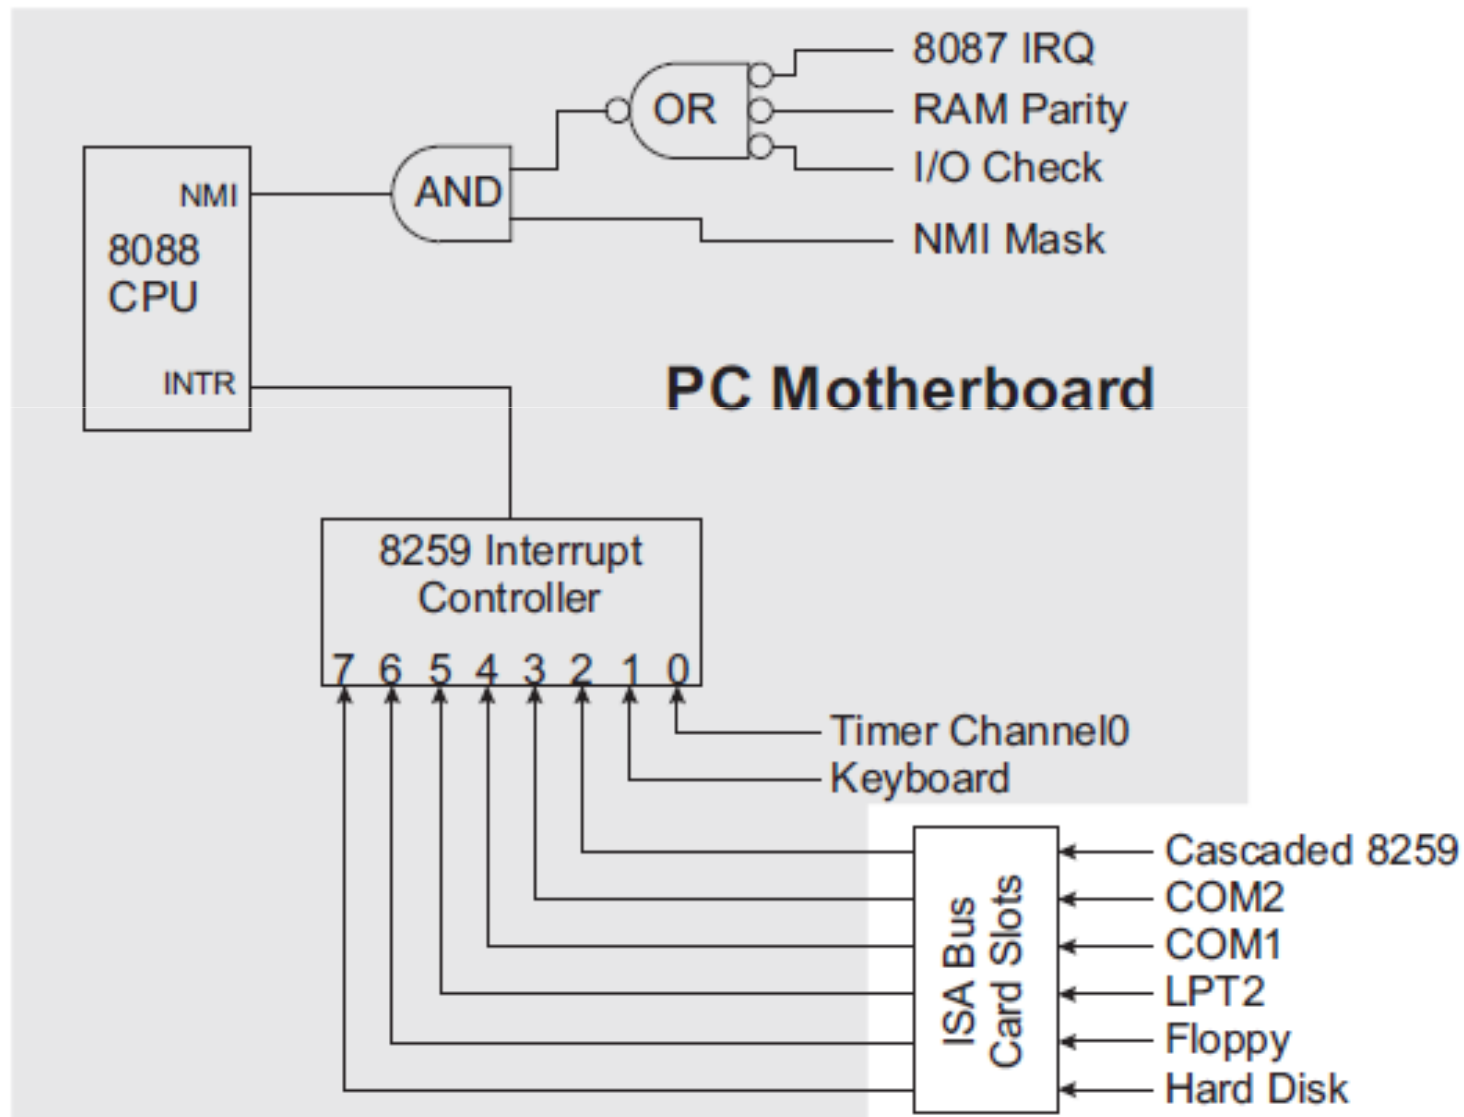 8087 IRQ
OR
RAM Parity
I/O Check
NMI
AND
NMI Mask
8088
CPU
INTR
PC Motherboard
8259 Interrupt
Controller
7 6 5 4 3 2 1 0
Timer Channel0
Keyboard
ISA Bus
Card Slots
Cascaded 8259
COM2
COM1
LPT2
Floppy
Hard Disk